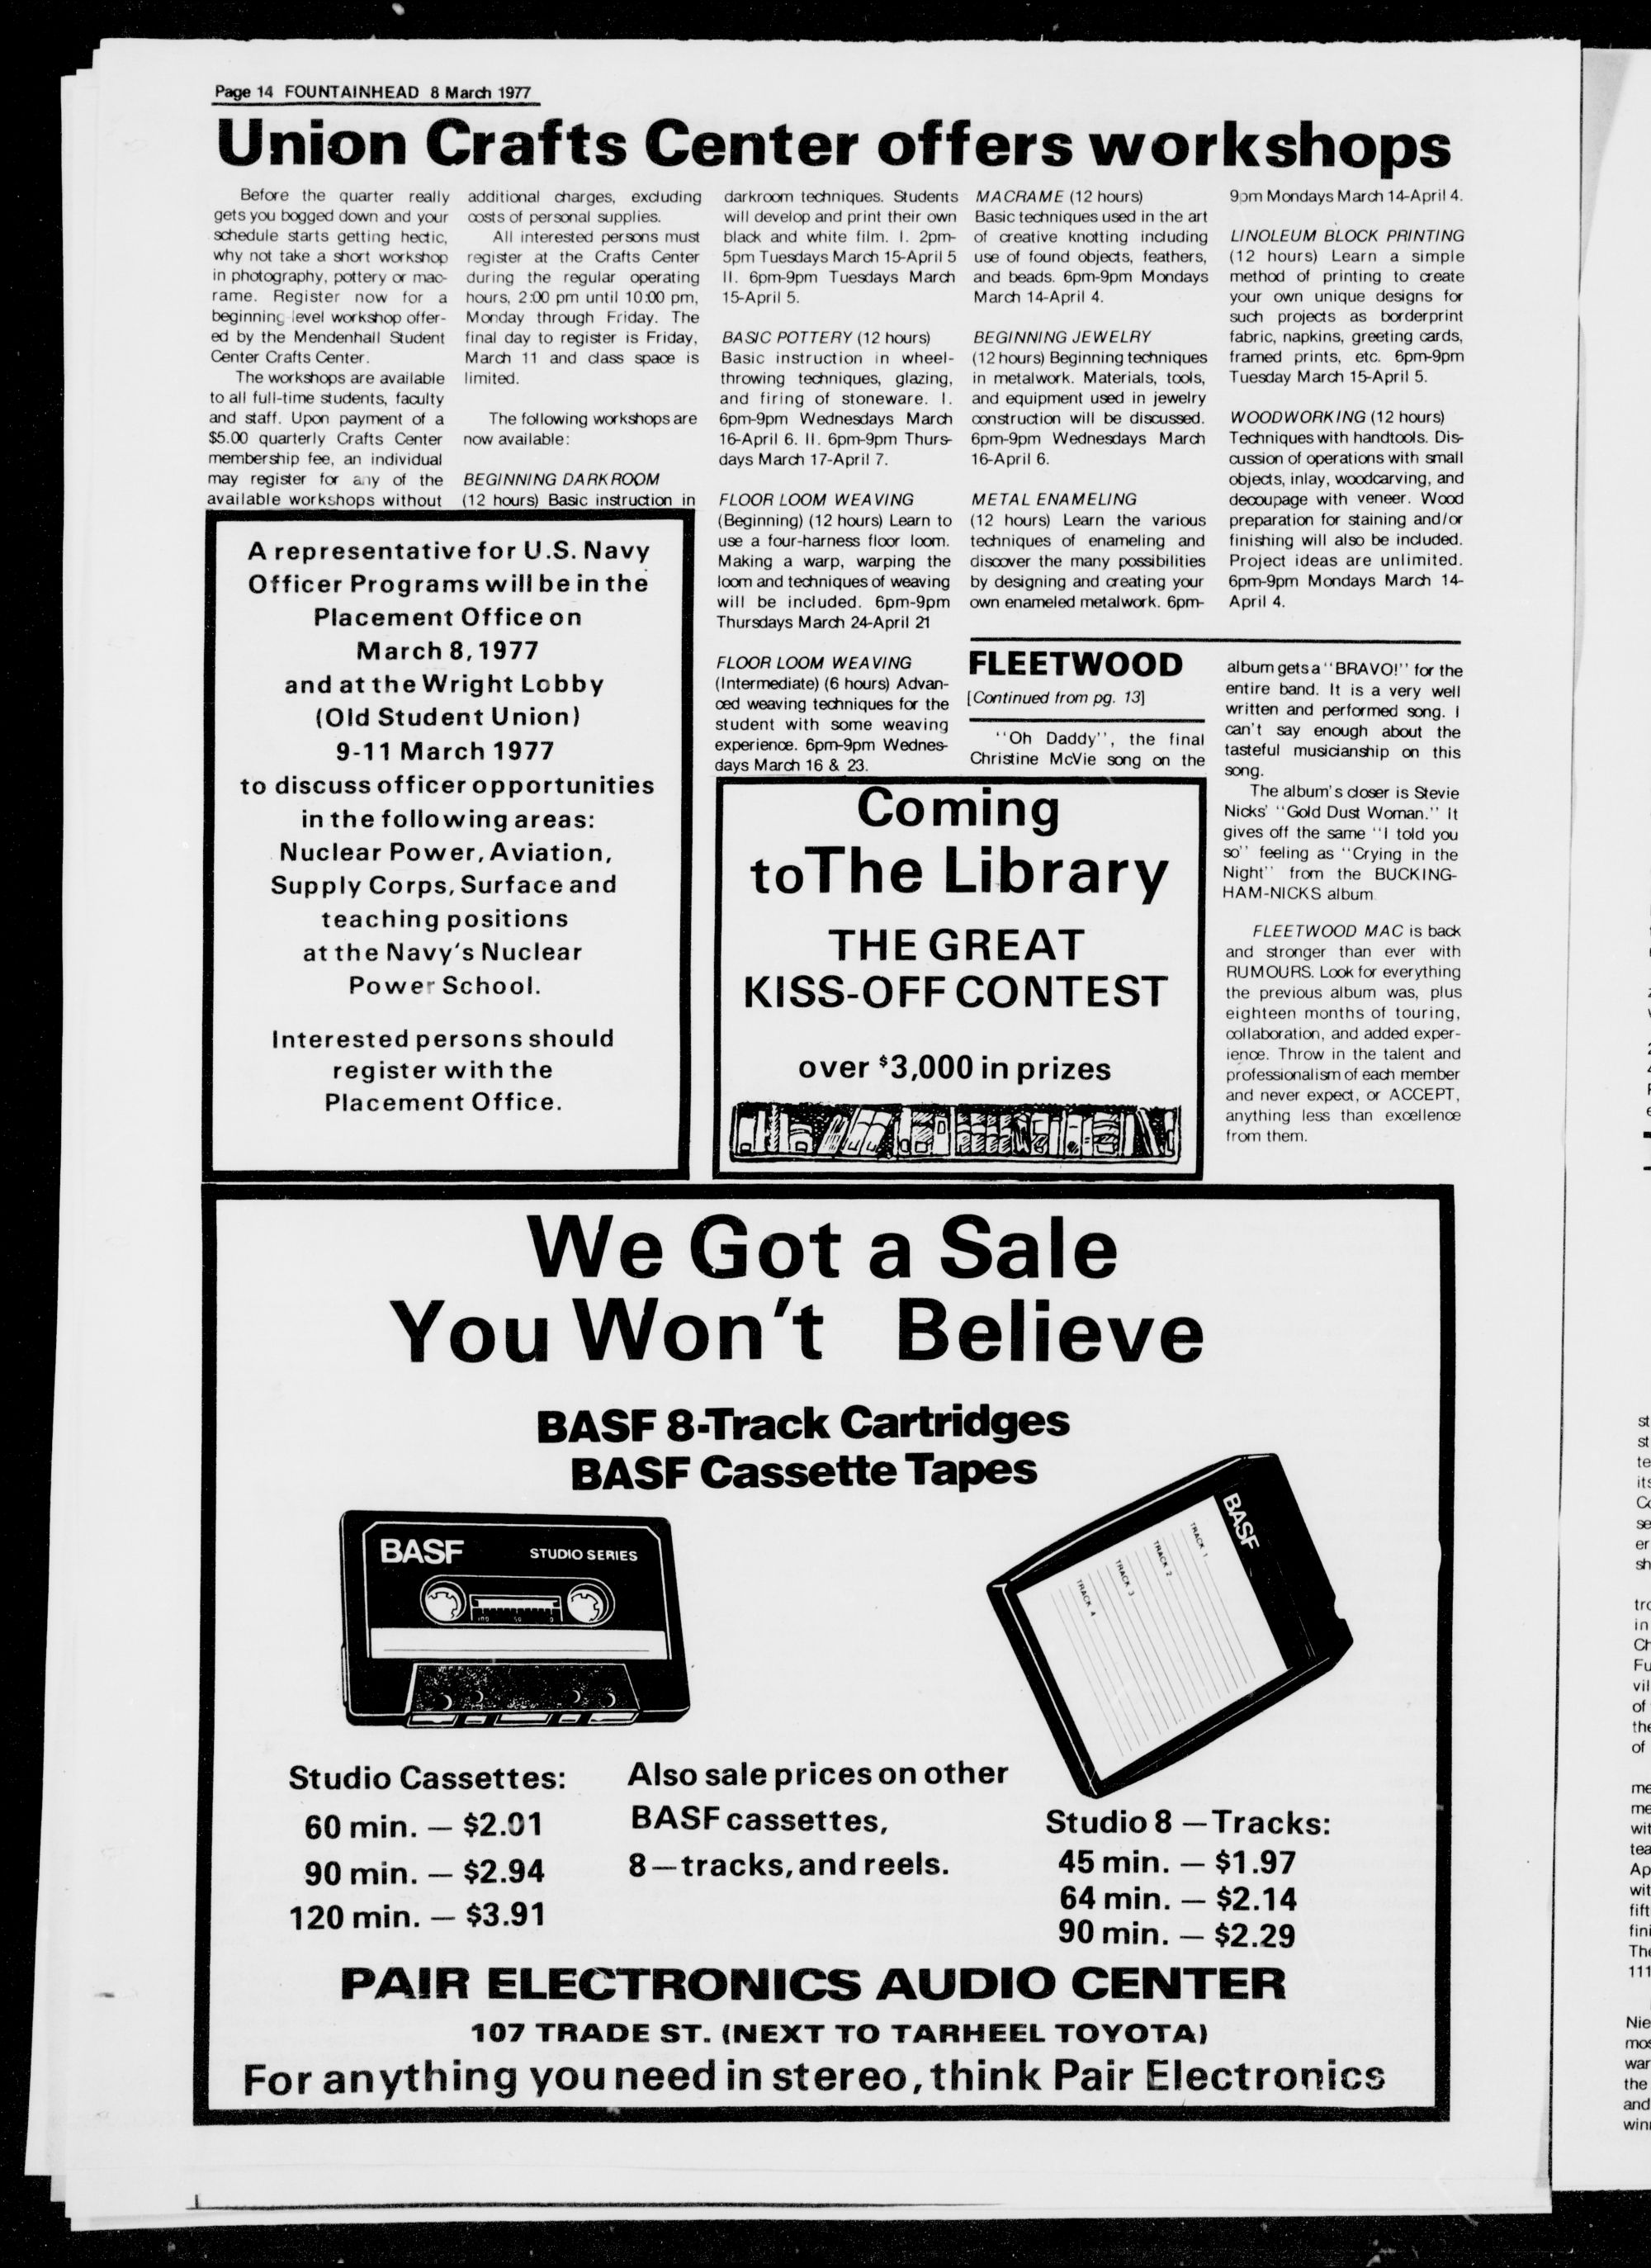 Page 14 FOUNTAINHEAD 8 March 1977
Union Crafts Center offers workshops
Before the quarter really
gets you bogged down and your
schedule starts getting hectic,
why not take a short workshop
in photography, pottery or mac-
rame. Register now for a
beginning level workshop offer-
ed by the Mendenhall Student
Center Crafts Center.
The workshops are available
to all full-time students, faculty
and staff. Upon payment of a
$5.00 quarterly Crafts Center
membership fee, an individual
may register for any of the
available workshops without
additional charges, excluding
costs of personal supplies.
All interested persons must
register at the Crafts Center
during the regular operating
hours, 2:00 pm until 10:00 pm,
Monday through Friday. The
final day to register is Friday,
March 11 and class space is
limited.
The following workshops are
now available:
BEGINNING DARKROOM
(12 hours) Basic instruction in
darkroom techniques. Students
will develop and print their own
black and white film. I. 2pm-
5pm Tuesdays March 15-April 5
II. 6pm-9pm Tuesdays March
15-April 5.
BASIC POTTERY (12 hours)
Basic instruction in wheel-
throwing techniques, glazing,
and firing of stoneware. I.
6pm-9pm Wednesdays March
16-April 6. II. 6pm-9pm Thurs-
days March 17-April 7.
FLOOR LOOM WEAVING
(Beginning) (12 hours) Learn to
use a four-harness floor loom.
Making a warp, warping the
loom and techniques of weaving
will be included. 6pm-9pm
Thursdays March 24-April 21
FLOOR LOOM WEAVING
(Intermediate) (6 hours) Advan-
ced weaving techniques for the
student with some weaving
experience. 6pm-9pm Wednes-
days March 16 & 23.
MACRAME (12 hours)
Basic techniques used in the art
of creative knotting including
use of found objects, feathers,
and beads. 6pm-9pm Mondays
March 14-April 4.
BEGINNING JEWELRY
(12 hours) Beginning techniques
in metalwork. Materials, tools,
and equipment used in jewelry
construction will be discussed.
6pm-9pm Wednesdays March
16-April 6.
METAL ENAMELING
(12 hours) Learn the various
techniques of enameling and
discover the many possibilities
by designing and creating your
own enameled metalwork. 6pm-
9pm Mondays March 14-April 4.
LINOLEUM BLOCK PRINTING
(12 hours) Learn a simple
method of printing to create
your own unique designs for
such projects as borderprint
fabric, napkins, greeting cards,
framed prints, etc. 6pm-9pm
Tuesday March 15-April 5.
WOODWORKING (12 hours)
Techniques with handtools. Dis-
cussion of operations with small
objects, inlay, woodcarving, and
decoupage with veneer. Wood
preparation for staining and/or
finishing will also be included.
Project ideas are unlimited.
6pm-9pm Mondays March 14-
April 4.
A representative for U.S. Navy
Officer Programs will be in the
Placement Office on
March 8, 1977
and at the Wright Lobby
(Old Student Union)
9-11 March 1977
to discuss officer opportunities
in the following areas:
Nuclear Power, Aviation,
Supply Corps, Surface and
teaching positions
at the Navy's Nuclear
Power School.
Interested persons should
register with the
Placement Office.
FLEETWOOD
[Continued from pg. 13]
"Oh Daddy", the final
Christine McVie song on the
album gets a "BRAVO!" for the
entire band. It is a very well
written and performed song. I
can't say enough about the
tasteful musicianship on this
song.
The album's closer is Stevie
Nicks' "Gold Dust Woman." It
gives off the same "I told you
so" feeling as "Crying in the
Night" from the BUCKING-
HAM-NICKS album.
FLEETWOOD MAC is back
and stronger than ever with
RUMOURS. Look for everything
the previous album was, plus
eighteen months of touring,
collaboration, and added exper-
ience. Throw in the talent and
professionalism of each member
and never expect, or ACCEPT,
anything less than excellence
from them.
Coming
to The Library
THE GREAT
KISS-OFF CONTEST
over $3,000 in prizes
We Got a Sale
You Won't Believe
BASF 8-Track Cartridges
BASF Cassette Tapes
BASF STUDIO SERIES
100 50 0
BASF
TRACK 1
TRACK 2
TRACK 3
TRACK 4
Studio Cassettes:
60 min. — $2.01
90 min. — $2.94
120 min. — $3.91
Also sale prices on other
BASF cassettes,
8—tracks, and reels.
Studio 8 —Tracks:
45 min. — $1.97
64 min. — $2.14
90 min. — $2.29
PAIR ELECTRONICS AUDIO CENTER
107 TRADE ST. (NEXT TO TARHEEL TOYOTA)
For anything you need in stereo, think Pair Electronics